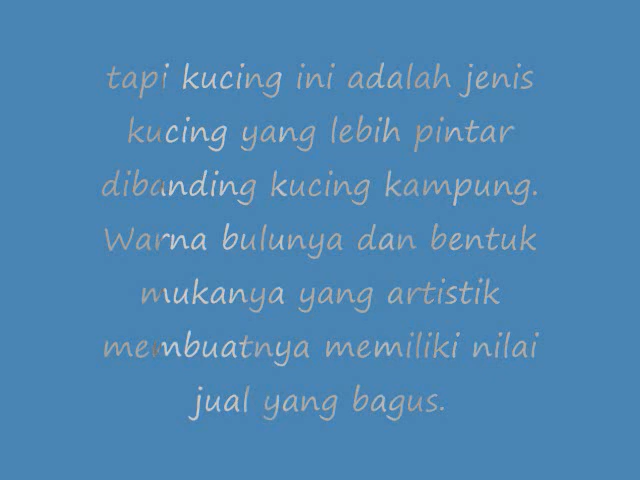 tapi kucing ini adalah jenis
kucing yang lebih pintar
dibanding kucing kampung.
Warna bulunya dan bentuk
mukanya yang artistik
membuatnya memiliki nilai
jual yang bagus.